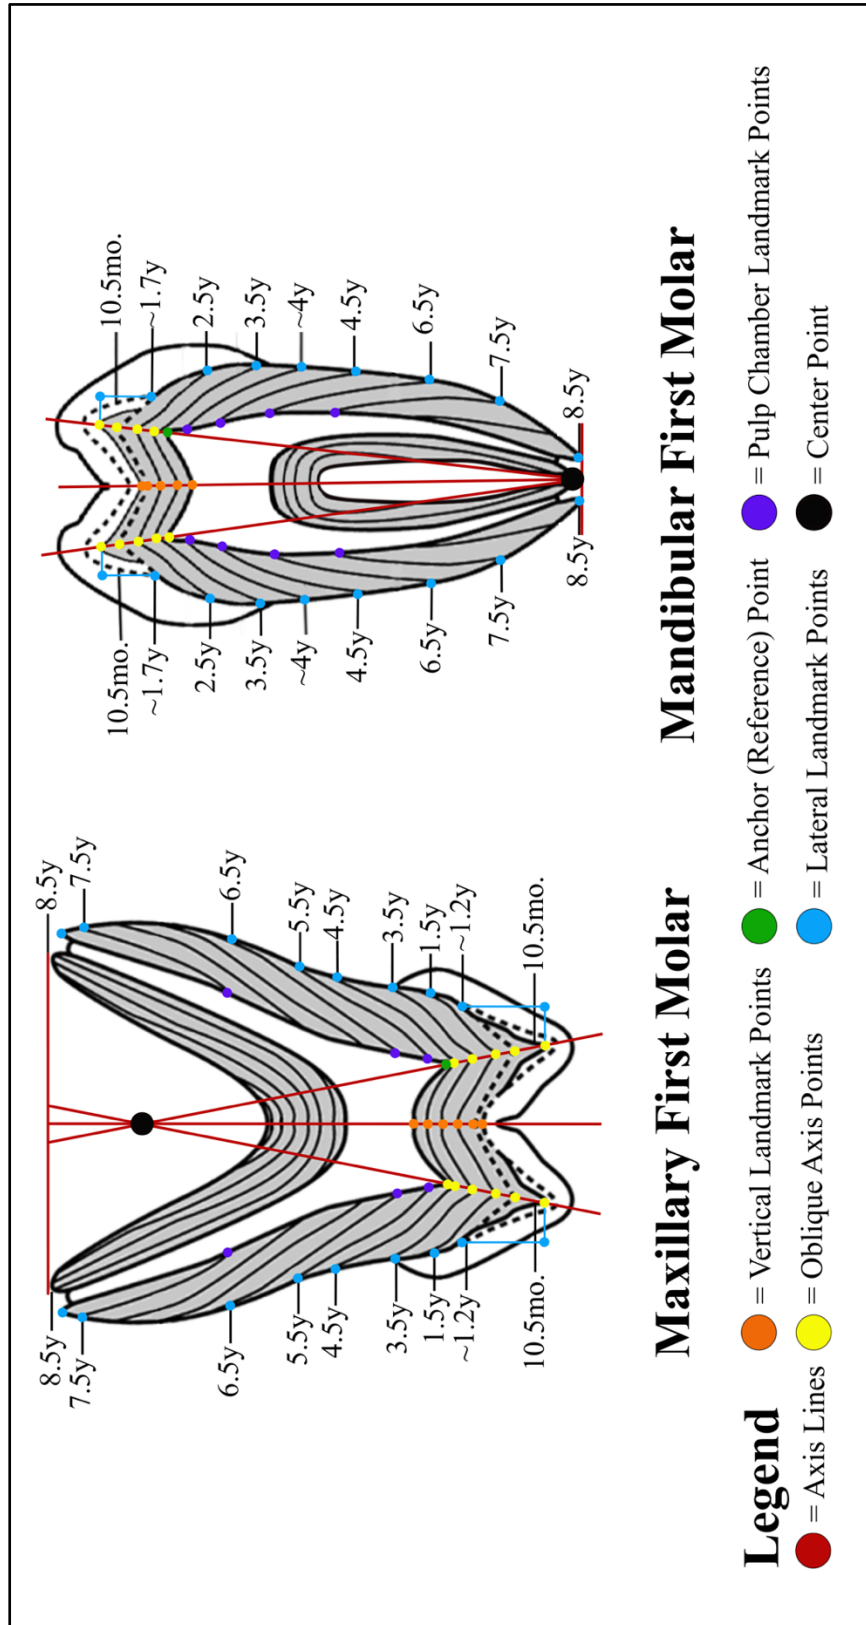 8.5y
7.5y
6.5y
5.5y
4.5y
3.5y
1.5y
~1.2y
10.5mo.
8.5y
7.5y
6.5y
5.5y
4.5y
3.5y
1.5y
~1.2y
10.5mo.
Maxillary First Molar
10.5mo.
~1.7y
2.5y
3.5y
~4y
4.5y
6.5y
7.5y
8.5y
10.5mo.
~1.7y
2.5y
3.5y
~4y
4.5y
6.5y
7.5y
8.5y
Mandibular First Molar
Legend
= Vertical Landmark Points
= Anchor (Reference) Point
= Pulp Chamber Landmark Points
= Axis Lines
= Oblique Axis Points
= Lateral Landmark Points
= Center Point